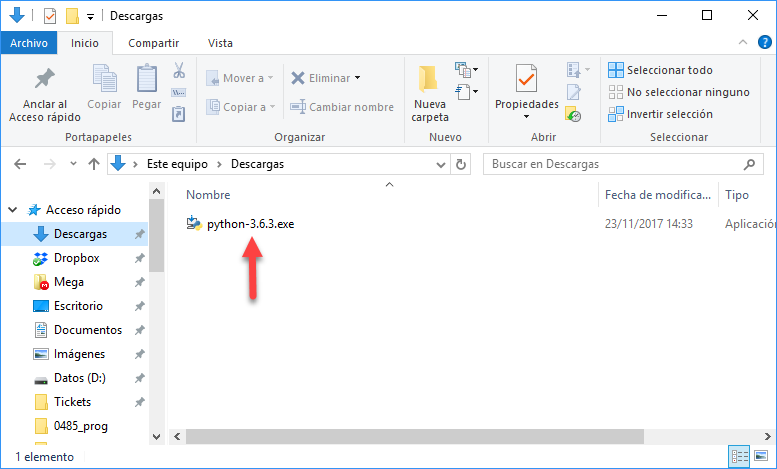 Descargas
Archivo Inicio Compartir Vista
Anclar al Acceso rápido
Copiar
Pegar
Mover a
Copiar a
Eliminar
Cambiar nombre
Nueva carpeta
Propiedades
Seleccionar todo
No seleccionar ninguno
Invertir selección
Portapapeles Organizar Nuevo Abrir Seleccionar
Este equipo Descargas
Buscar en Descargas
Nombre Fecha de modifica... Tipo
python-3.6.3.exe 23/11/2017 14:33 Aplicación
Acceso rápido
Descargas
Dropbox
Mega
Escritorio
Documentos
Imágenes
Datos (D:)
Tickets
0485_prog
1 elemento